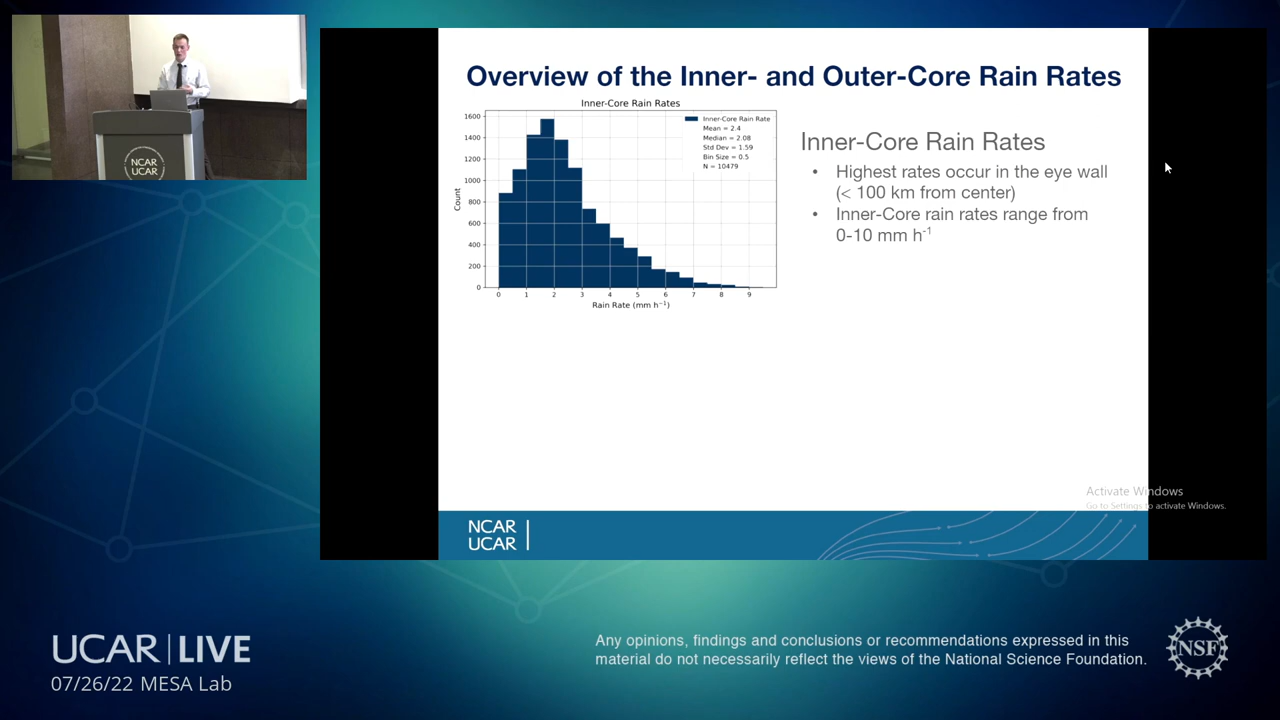 NCAR
UCAR
Overview of the Inner- and Outer-Core Rain Rates
Inner-Core Rain Rates
1600
1400
1200
1000
800
600
400
200
0
Count
Inner-Core Rain Rate
Mean = 2.4
Median = 2.08
Std Dev = 1.59
Bin Size = 0.5
N = 10479
0 1 2 3 4 5 6 7 8 9
Rain Rate (mm h⁻¹)
Inner-Core Rain Rates
• Highest rates occur in the eye wall
(< 100 km from center)
• Inner-Core rain rates range from
0-10 mm h⁻¹
Activate Windows
Go to Settings to activate Windows.
NCAR
UCAR
UCAR | LIVE
07/26/22 MESA Lab
Any opinions, findings and conclusions or recommendations expressed in this
material do not necessarily reflect the views of the National Science Foundation.
NSF